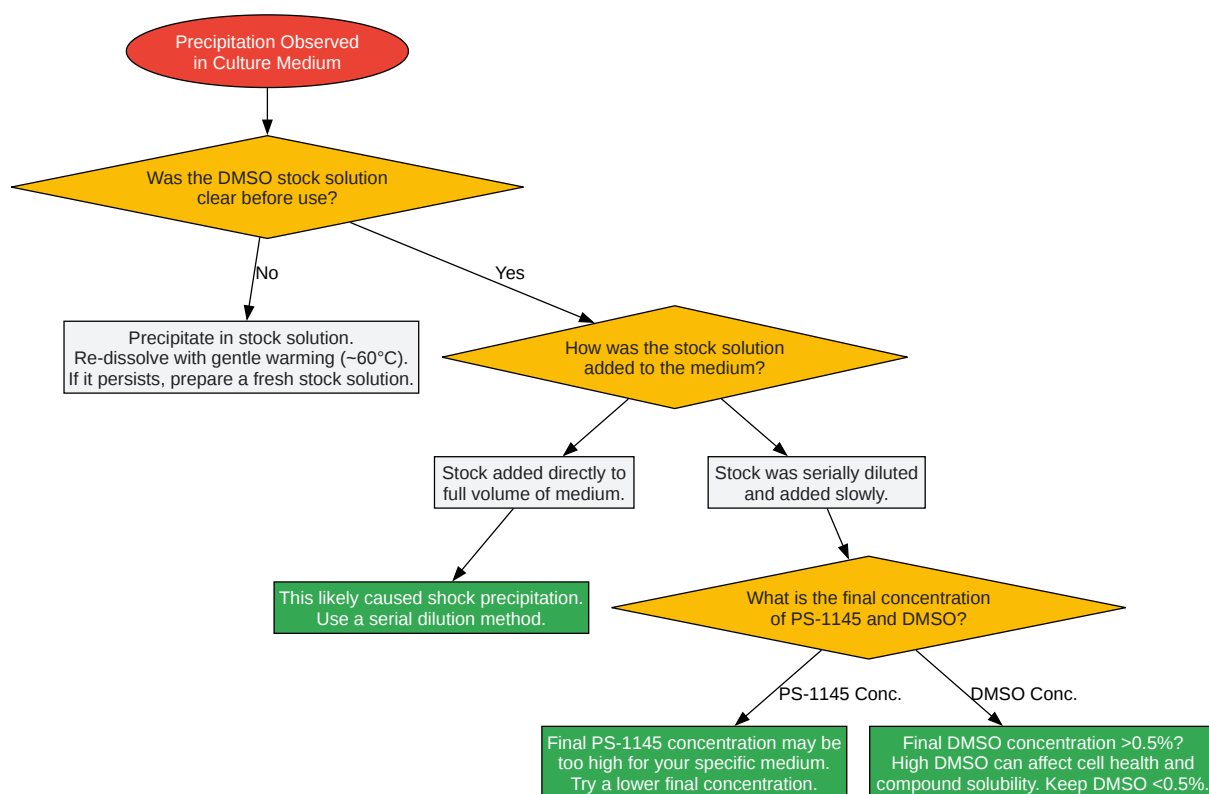 Precipitation Observed
in Culture Medium
Was the DMSO stock solution
clear before use?
No
Yes
Precipitate in stock solution.
Re-dissolve with gentle warming (~60°C).
If it persists, prepare a fresh stock solution.
How was the stock solution
added to the medium?
Stock added directly to
full volume of medium.
Stock was serially diluted
and added slowly.
This likely caused shock precipitation.
Use a serial dilution method.
What is the final concentration
of PS-1145 and DMSO?
PS-1145 Conc.
DMSO Conc.
Final PS-1145 concentration may be
too high for your specific medium.
Try a lower final concentration.
Final DMSO concentration >0.5%?
High DMSO can affect cell health and
compound solubility. Keep DMSO <0.5%.